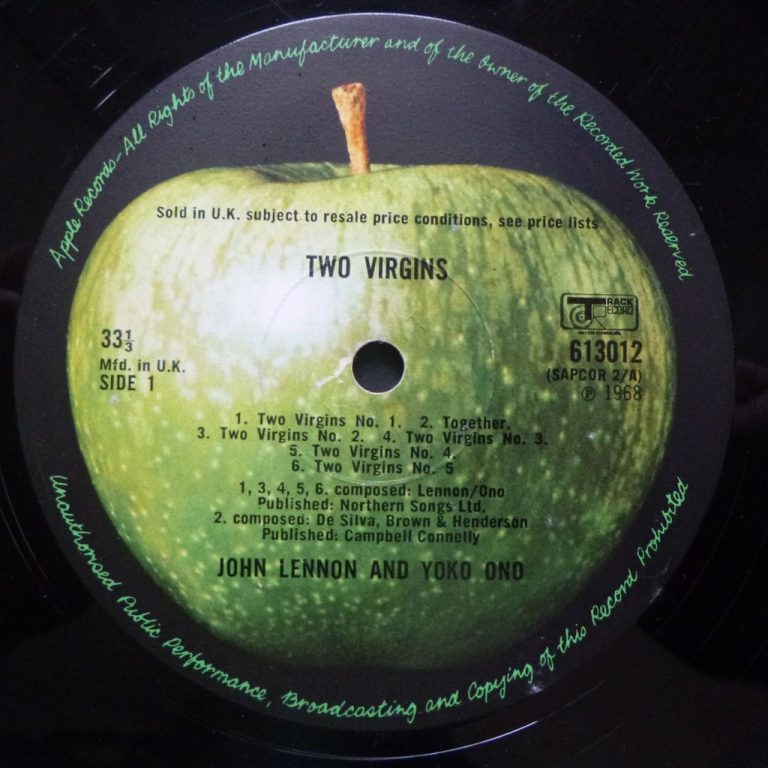 Apple Records-All Rights of the Manufacturer and of the Owner of the Recorded Work Reserved
Sold in U.K. subject to resale price conditions, see price lists
TWO VIRGINS
33⅓
Mfd. in U.K.
SIDE 1
TRACK
RECORD
613012
(SAPCOR 2/A)
℗ 1968
1. Two Virgins No. 1. 2. Together.
3. Two Virgins No. 2. 4. Two Virgins No. 3.
5. Two Virgins No. 4.
6. Two Virgins No. 5
1, 3, 4, 5, 6. composed: Lennon/Ono
Published: Northern Songs Ltd.
2. composed: De Silva, Brown & Henderson
Published: Campbell Connelly
JOHN LENNON AND YOKO ONO
Unauthorised Public Performance, Broadcasting and Copying of this Record Prohibited